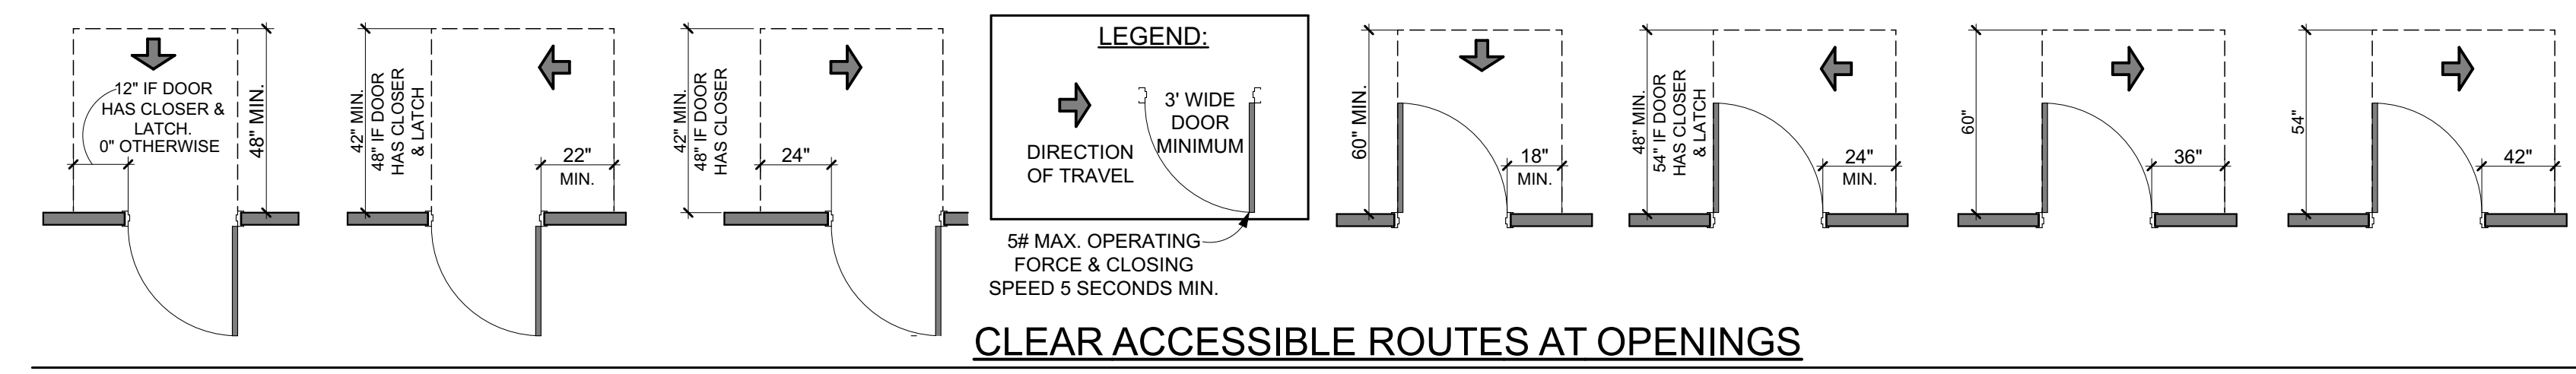 12" IF DOOR
HAS CLOSER &
LATCH.
0" OTHERWISE
48" MIN.
42" MIN.
48" IF DOOR
HAS CLOSER
& LATCH
22"
MIN.
42" MIN.
48" IF DOOR
HAS CLOSER
24"
LEGEND:
DIRECTION
OF TRAVEL
3' WIDE
DOOR
MINIMUM
5# MAX. OPERATING
FORCE & CLOSING
SPEED 5 SECONDS MIN.
60" MIN.
18"
MIN.
48" MIN.
54" IF DOOR
HAS CLOSER
& LATCH
24"
MIN.
60"
36"
54"
42"
CLEAR ACCESSIBLE ROUTES AT OPENINGS